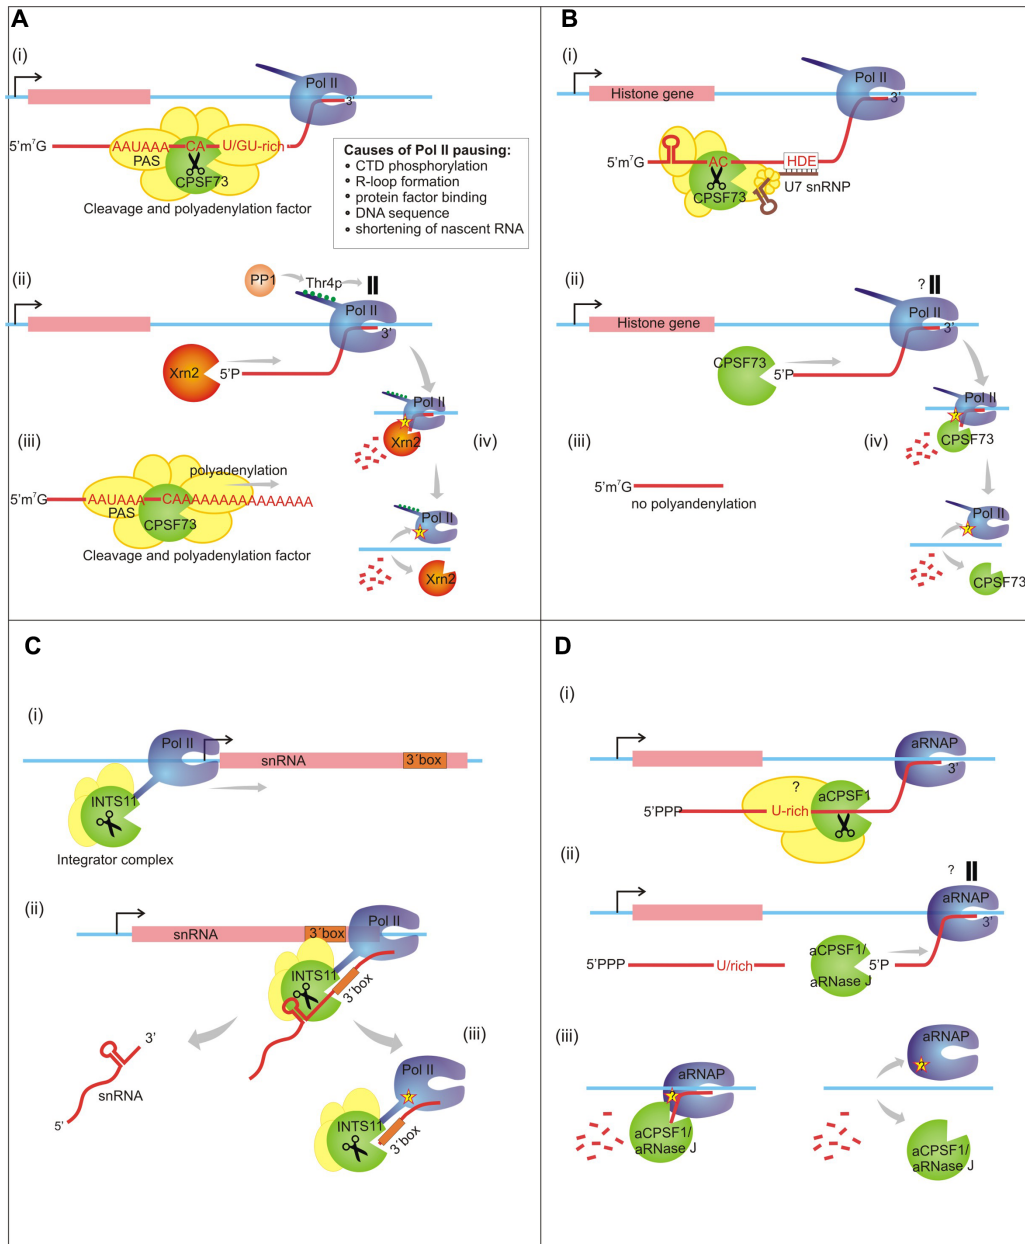 A
(i)
Pol II
3’
5’m⁷G
AAUAAA
CA
U/GU-rich
PAS
CPSF73
Cleavage and polyadenylation factor
Causes of Pol II pausing:
CTD phosphorylation
R-loop formation
protein factor binding
DNA sequence
shortening of nascent RNA
(ii)
PP1
Thr4p
Pol II
3’
Xrn2
5’P
Pol II
Xrn2
(iii)
(iv)
polyadenylation
5’m⁷G
AAUAAA
CAAAAAAAAAAAAAAA
PAS
CPSF73
Cleavage and polyadenylation factor
Pol II
?
Xrn2
B
(i)
Histone gene
Pol II
3’
5’m⁷G
AC
HDE
CPSF73
U7 snRNP
(ii)
?
Histone gene
Pol II
3’
CPSF73
5’P
Pol II
?
CPSF73
(iii)
(iv)
5’m⁷G
no polyandenylation
Pol II
?
CPSF73
C
(i)
Pol II
snRNA
3´box
INTS11
Integrator complex
(ii)
Pol II
snRNA
3´box
INTS11
3´box
3’
snRNA
5’
(iii)
Pol II
?
INTS11
3´box
D
(i)
aRNAP
3’
?
aCPSF1
5’PPP
U-rich
(ii)
?
aRNAP
3’
aCPSF1/
aRNase J
5’P
5’PPP
U/rich
(iii)
aRNAP
?
aCPSF1/
aRNase J
aRNAP
?
aCPSF1/
aRNase J